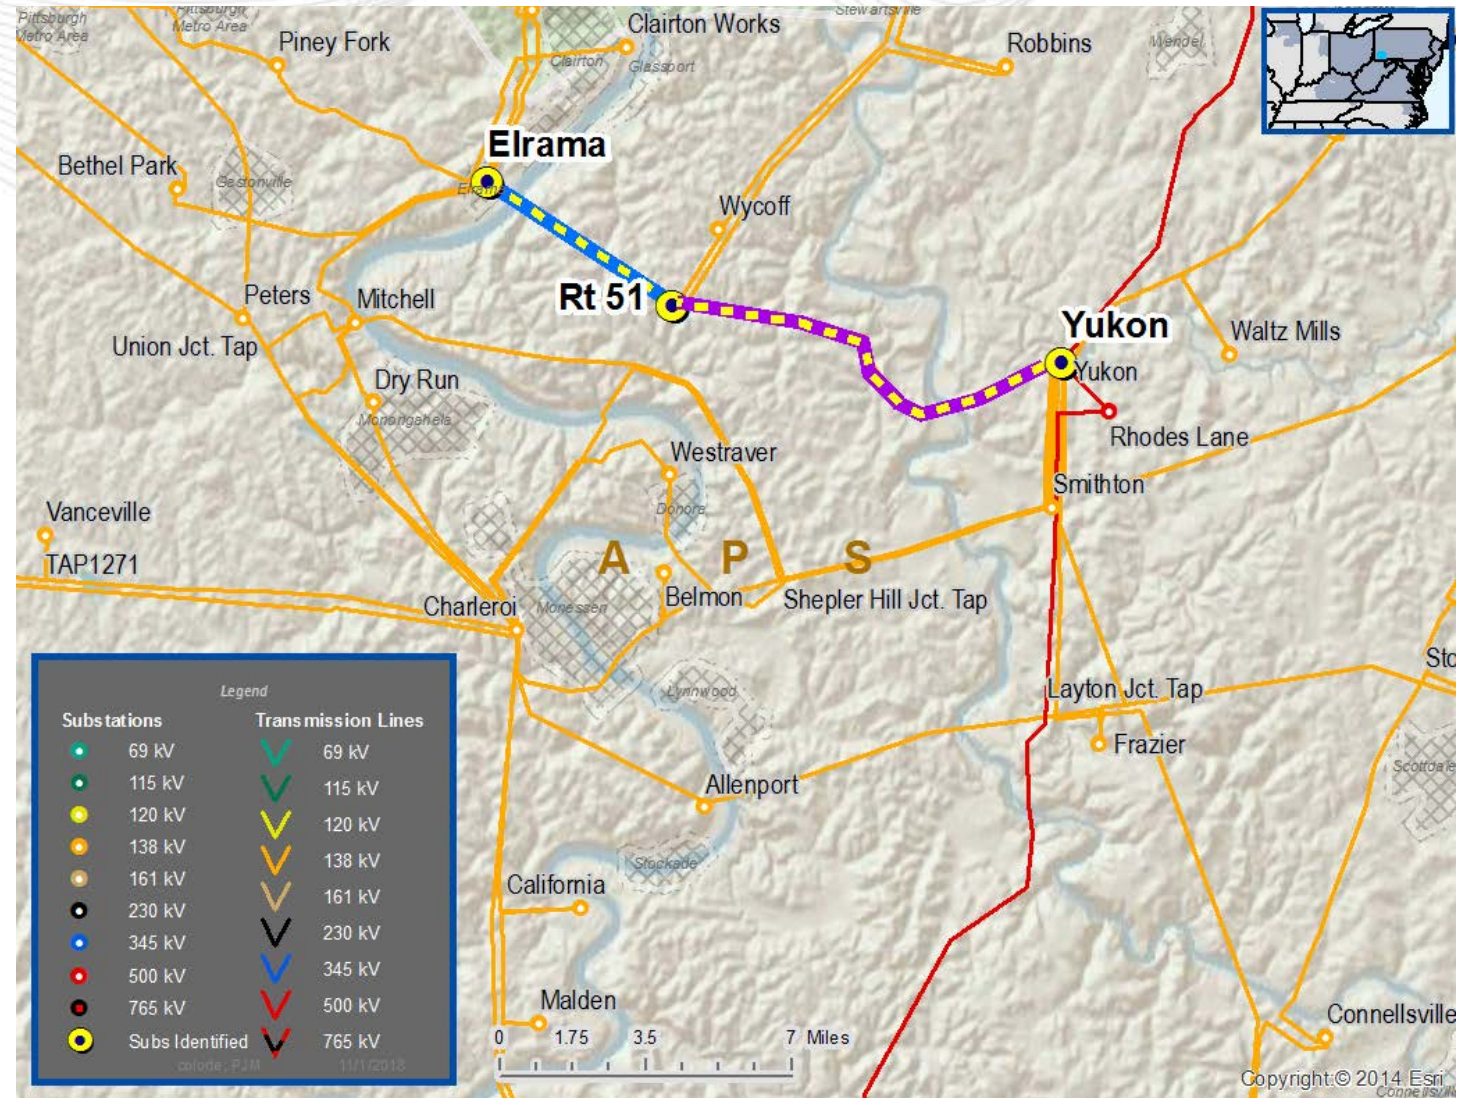 Pittsburgh
Metro Area
Pittsburgh
Metro Area
Piney Fork
Clairton Works
Stewartsville
Robbins
Wendel
Clairton
Glassport
Elrama
Elrama
Bethel Park
Gastonville
Wycoff
Rt 51
Peters
Mitchell
Union Jct. Tap
Yukon
Yukon
Waltz Mills
Dry Run
Monongahela
Rhodes Lane
Westraver
Smithton
Donora
Vanceville
TAP1271
A P S
Charleroi
Monessen
Belmon
Shepler Hill Jct. Tap
Lynnwood
Layton Jct. Tap
Frazier
Scottdale
Allenport
Stockade
California
Malden
Connellsville
Legend
Substations
69 kV
115 kV
120 kV
138 kV
161 kV
230 kV
345 kV
500 kV
765 kV
Subs Identified
Transmission Lines
69 kV
115 kV
120 kV
138 kV
161 kV
230 kV
345 kV
500 kV
765 kV
11/1/2018
0 1.75 3.5 7 Miles
Copyright:© 2014 Esri